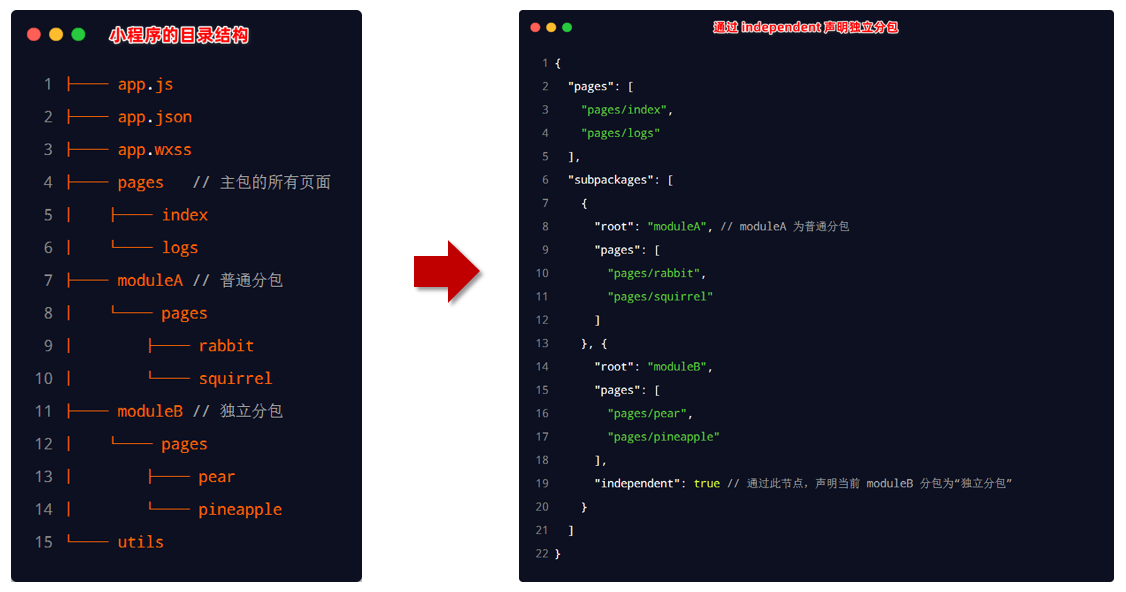 小程序的目录结构
1 ├── app.js
2 ├── app.json
3 ├── app.wxss
4 ├── pages // 主包的所有页面
5 │   ├── index
6 │   └── logs
7 ├── moduleA // 普通分包
8 │   └── pages
9 │       ├── rabbit
10 │       └── squirrel
11 ├── moduleB // 独立分包
12 │   └── pages
13 │       ├── pear
14 │       └── pineapple
15 └── utils
通过 independent 声明独立分包
1 {
2   "pages": [
3     "pages/index",
4     "pages/logs"
5   ],
6   "subpackages": [
7     {
8       "root": "moduleA", // moduleA 为普通分包
9       "pages": [
10         "pages/rabbit",
11         "pages/squirrel"
12       ]
13     }, {
14       "root": "moduleB",
15       "pages": [
16         "pages/pear",
17         "pages/pineapple"
18       ],
19       "independent": true // 通过此节点，声明当前 moduleB 分包为“独立分包”
20     }
21   ]
22 }